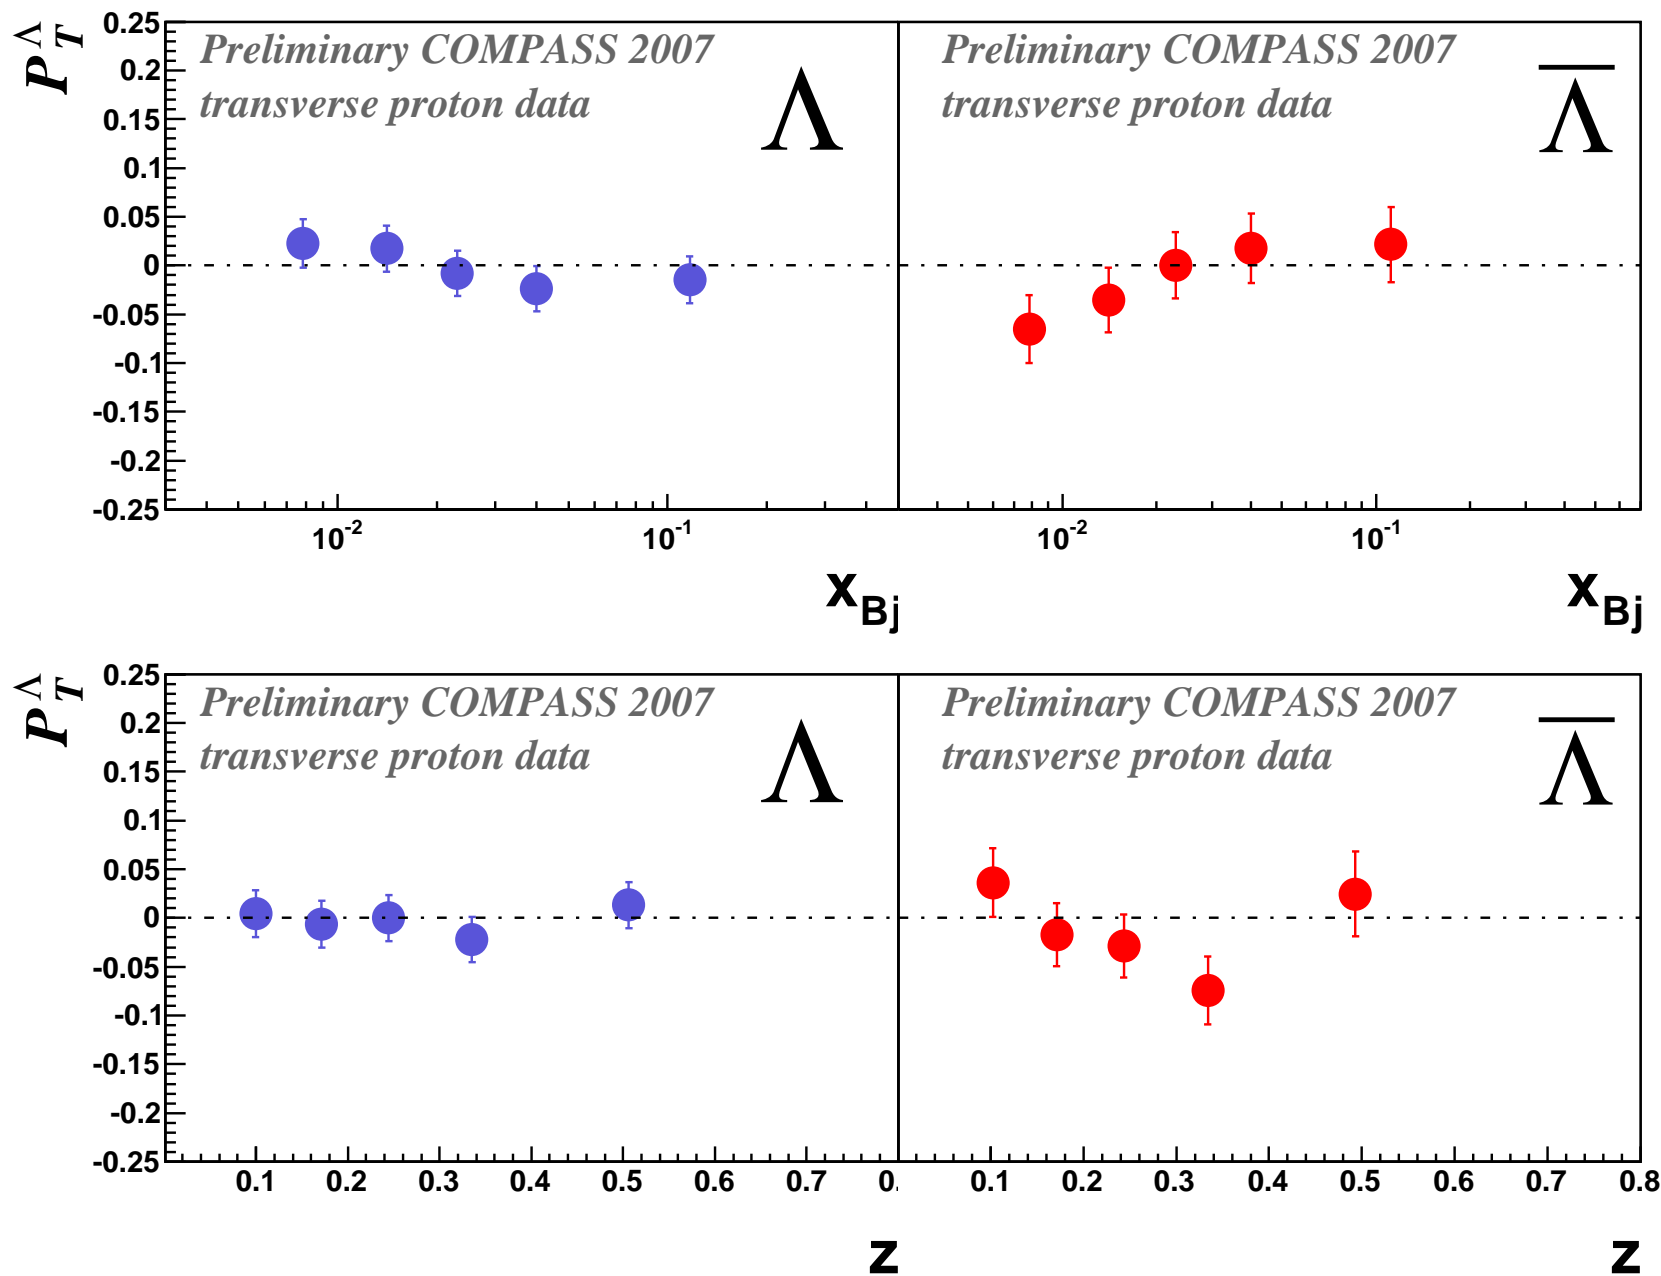 P_T^Λ
0.25
0.2
0.15
0.1
0.05
0
-0.05
-0.1
-0.15
-0.2
-0.25
Preliminary COMPASS 2007
transverse proton data
Λ
10^-2
10^-1
x_Bj
Preliminary COMPASS 2007
transverse proton data
Λ̅
10^-2
10^-1
x_Bj
P_T^Λ
0.25
0.2
0.15
0.1
0.05
0
-0.05
-0.1
-0.15
-0.2
-0.25
Preliminary COMPASS 2007
transverse proton data
Λ
0.1 0.2 0.3 0.4 0.5 0.6 0.7 0.
z
Preliminary COMPASS 2007
transverse proton data
Λ̅
0.1 0.2 0.3 0.4 0.5 0.6 0.7 0.8
z